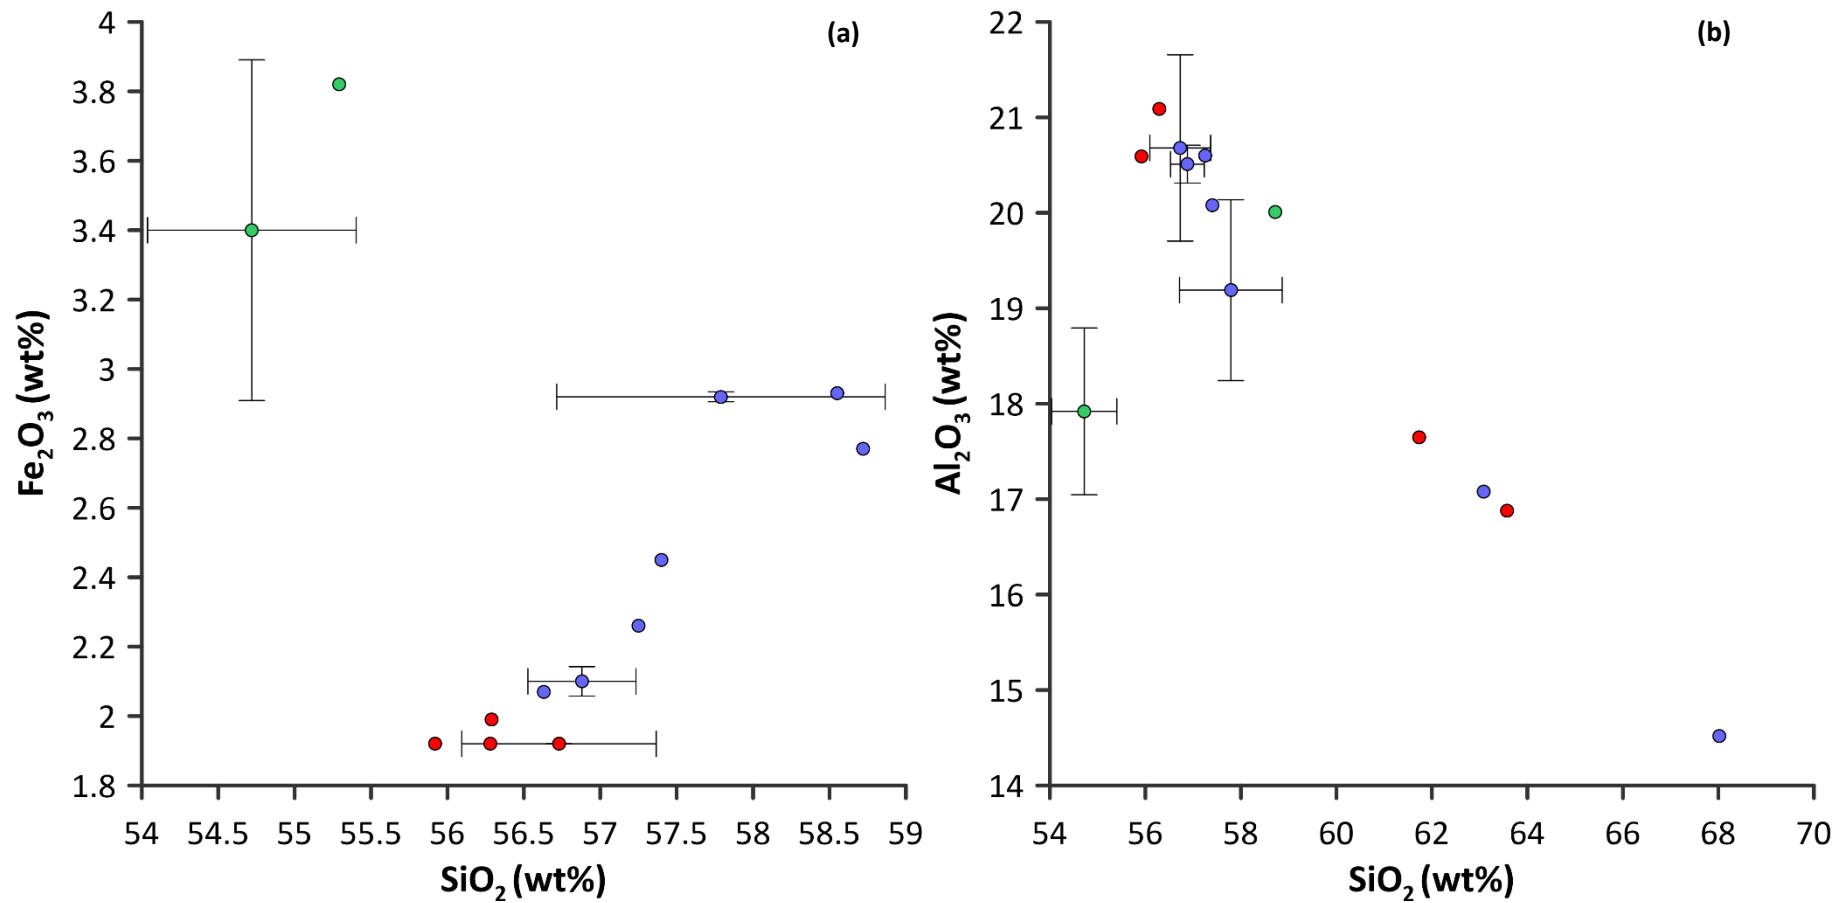 (a)
4
3.8
3.6
3.4
3.2
3
2.8
2.6
2.4
2.2
2
1.8
Fe₂O₃ (wt%)
54 54.5 55 55.5 56 56.5 57 57.5 58 58.5 59
SiO₂ (wt%)
(b)
22
21
20
19
18
17
16
15
14
Al₂O₃ (wt%)
54 56 58 60 62 64 66 68 70
SiO₂ (wt%)